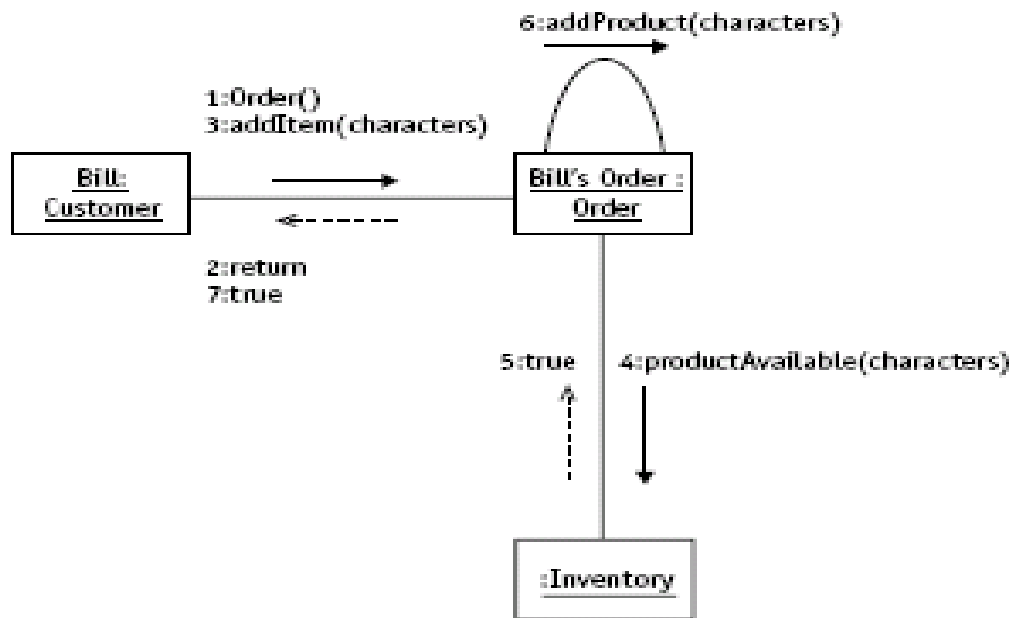 6:addProduct(characters)
1:Order()
3:addItem(characters)
Bill:
Customer
Bill's Order :
Order
2:return
7:true
5:true
4:productAvailable(characters)
:Inventory